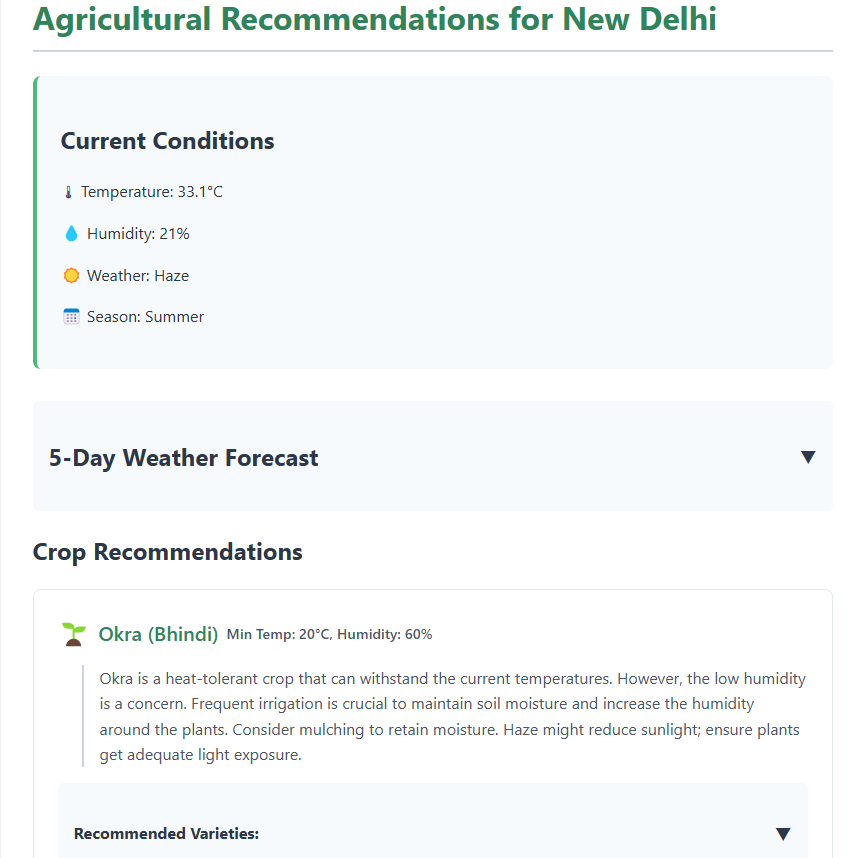 Agricultural Recommendations for New Delhi
Current Conditions
Temperature: 33.1°C
Humidity: 21%
Weather: Haze
Season: Summer
5-Day Weather Forecast
Crop Recommendations
Okra (Bhindi) Min Temp: 20°C, Humidity: 60%
Okra is a heat-tolerant crop that can withstand the current temperatures. However, the low humidity
is a concern. Frequent irrigation is crucial to maintain soil moisture and increase the humidity
around the plants. Consider mulching to retain moisture. Haze might reduce sunlight; ensure plants
get adequate light exposure.
Recommended Varieties: